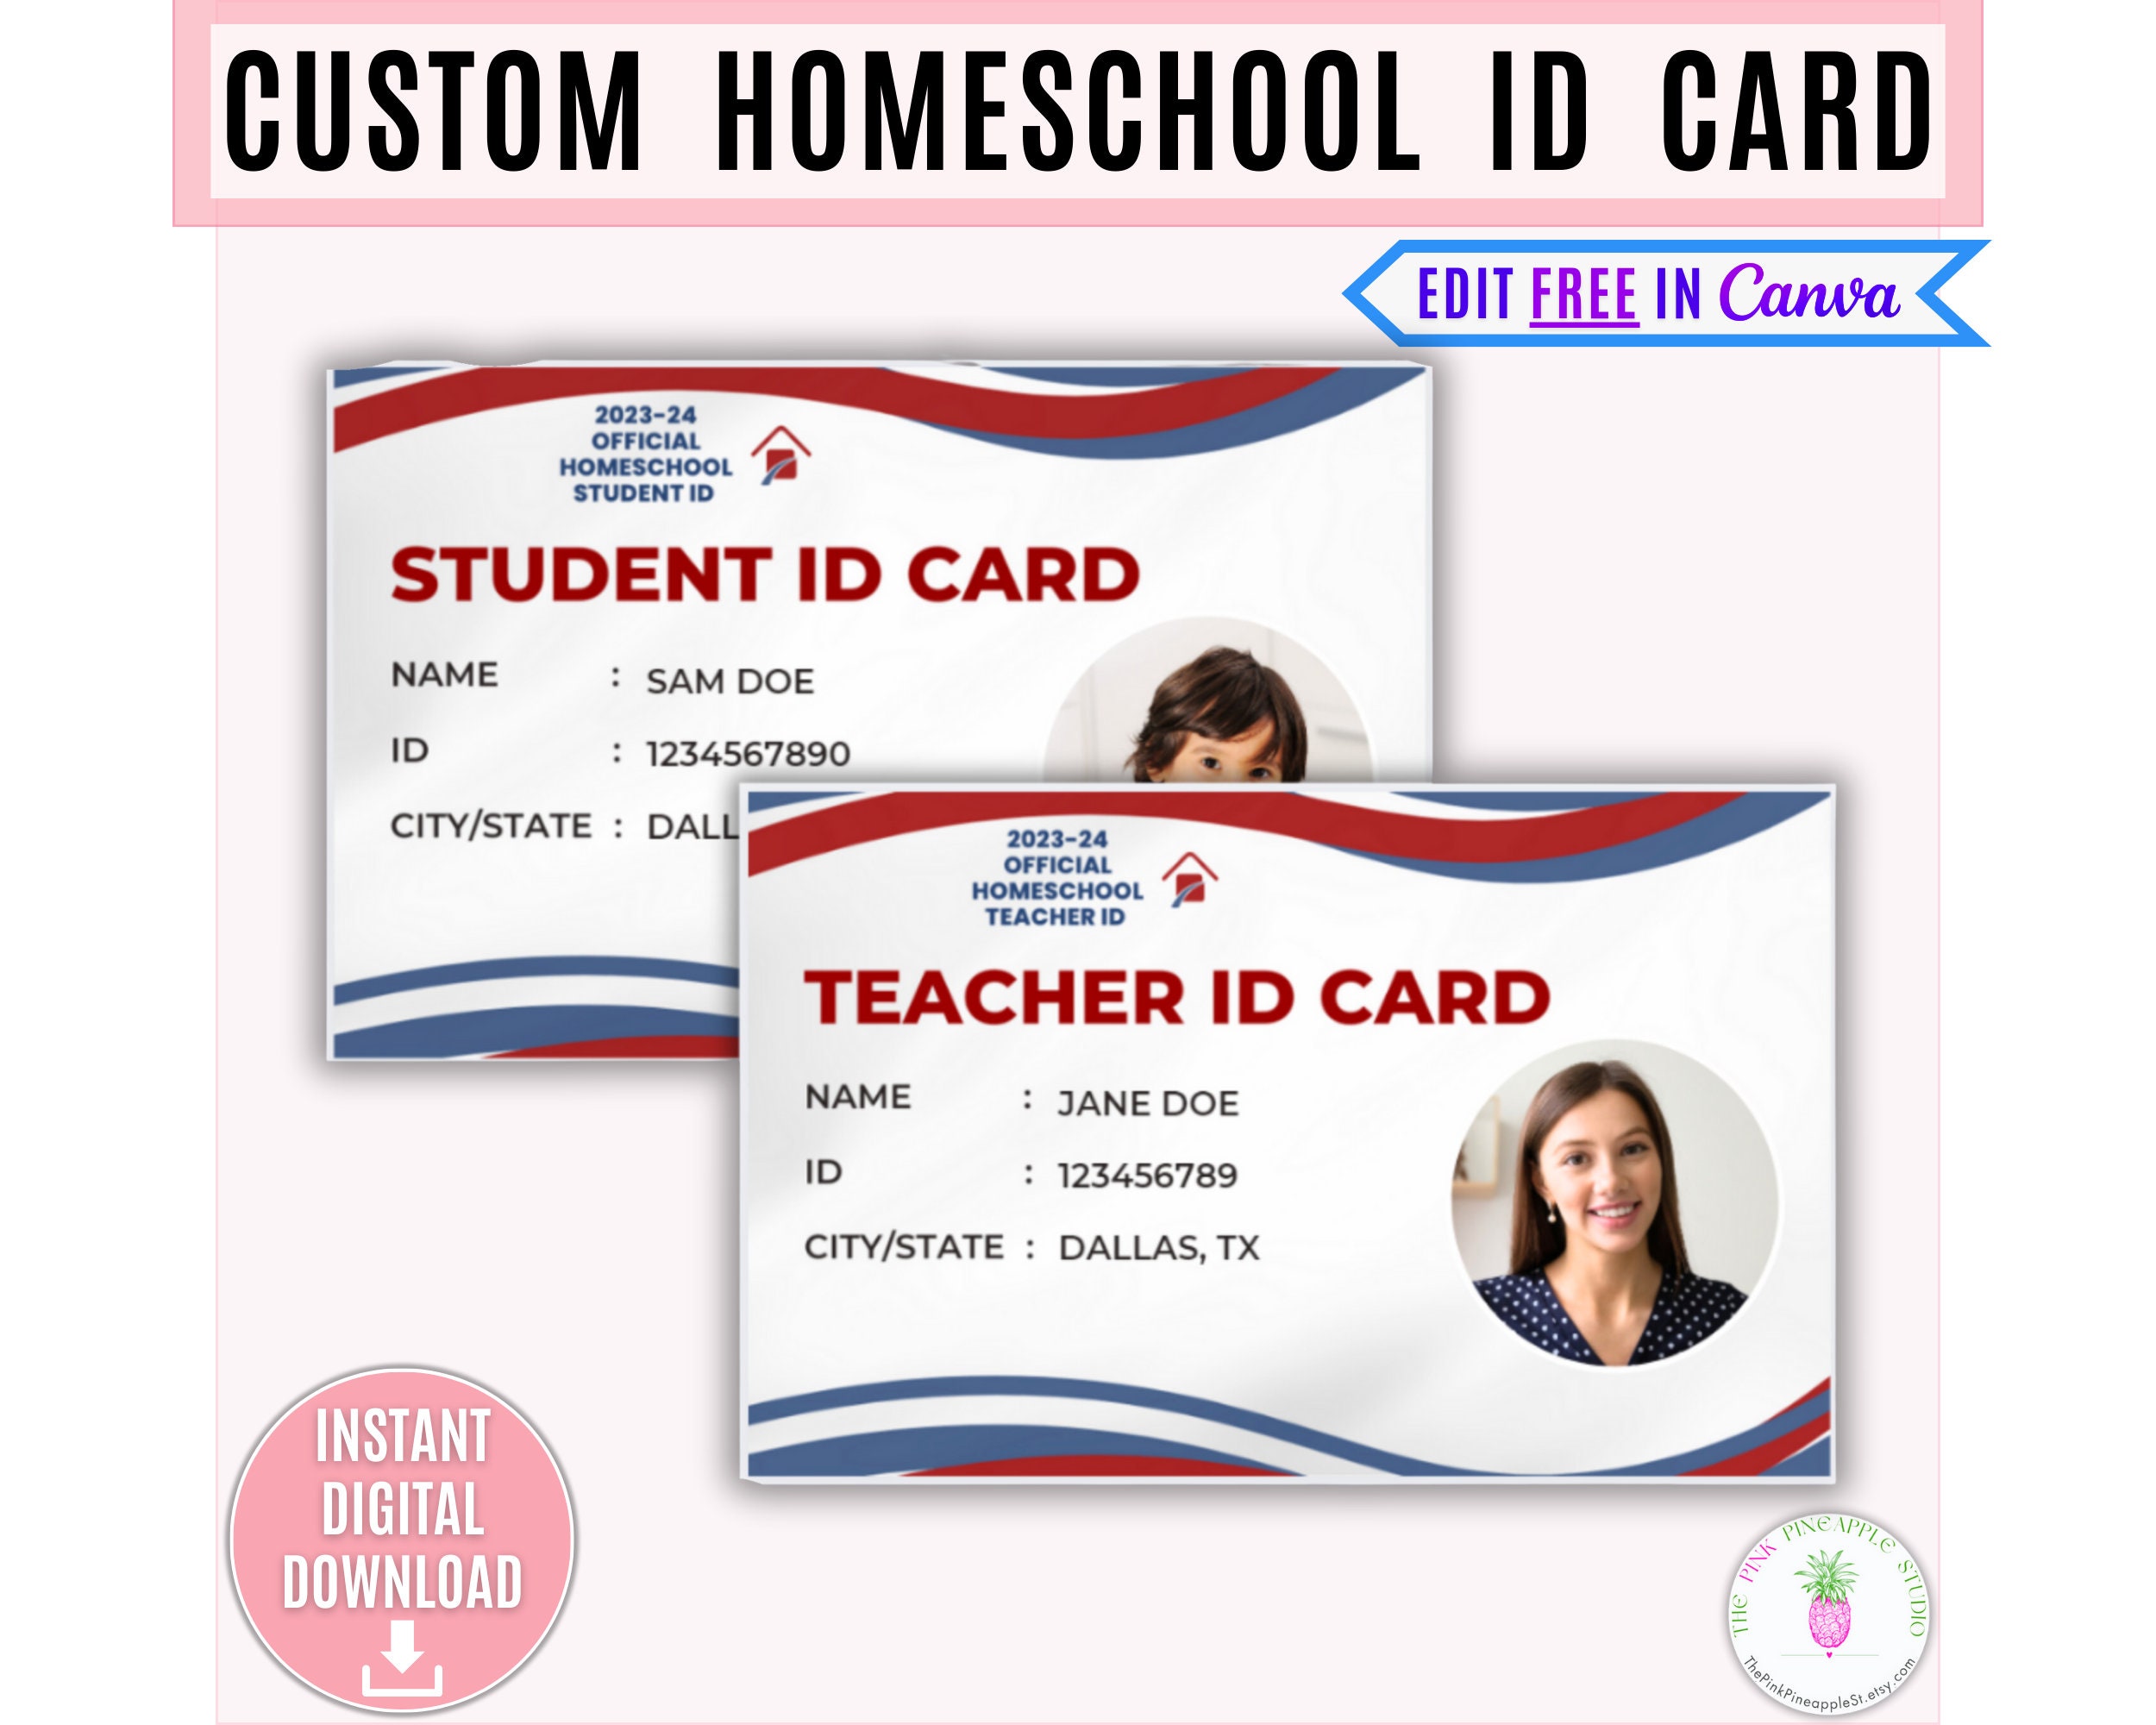 CUSTOM HOMESCHOOL ID CARD
EDIT FREE IN Canva
2023-24
OFFICIAL
HOMESCHOOL
STUDENT ID
STUDENT ID CARD
NAME : SAM DOE
ID : 1234567890
CITY/STATE : DALL
2023-24
OFFICIAL
HOMESCHOOL
TEACHER ID
TEACHER ID CARD
NAME : JANE DOE
ID : 123456789
CITY/STATE : DALLAS, TX
INSTANT
DIGITAL
DOWNLOAD
THE PINK PINEAPPLE STUDIO
ThePinkPineappleSt.etsy.com